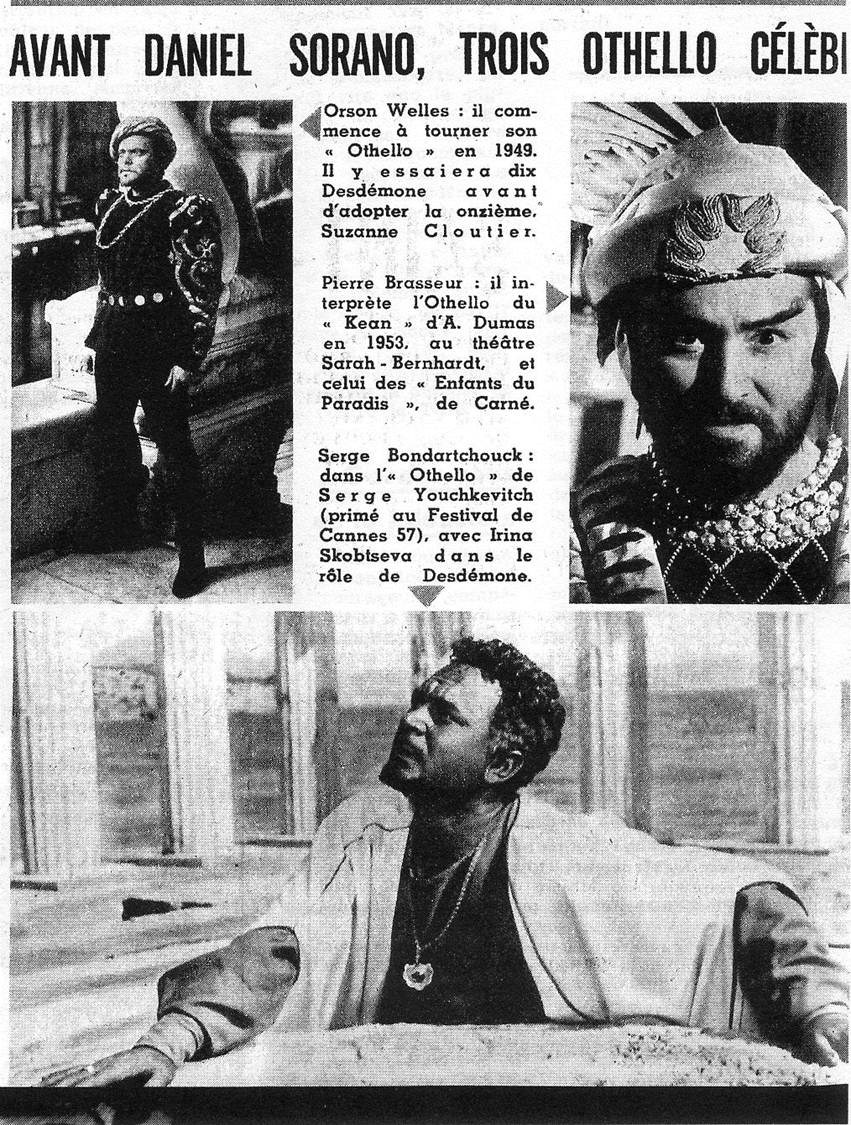 AVANT DANIEL SORANO, TROIS OTHELLO CÉLÈB
Orson Welles : il com-
mence à tourner son
« Othello » en 1949.
Il y essaiera dix
Desdémone avant
d'adopter la onzième,
Suzanne Cloutier.
Pierre Brasseur : il in-
terprète l'Othello du
« Kean » d'A. Dumas
en 1953, au théâtre
Sarah-Bernhardt, et
celui des « Enfants du
Paradis », de Carné.
Serge Bondartchouck :
dans l'« Othello » de
Serge Youchkevitch
(primé au Festival de
Cannes 57), avec Irina
Skobtseva dans le
rôle de Desdémone.